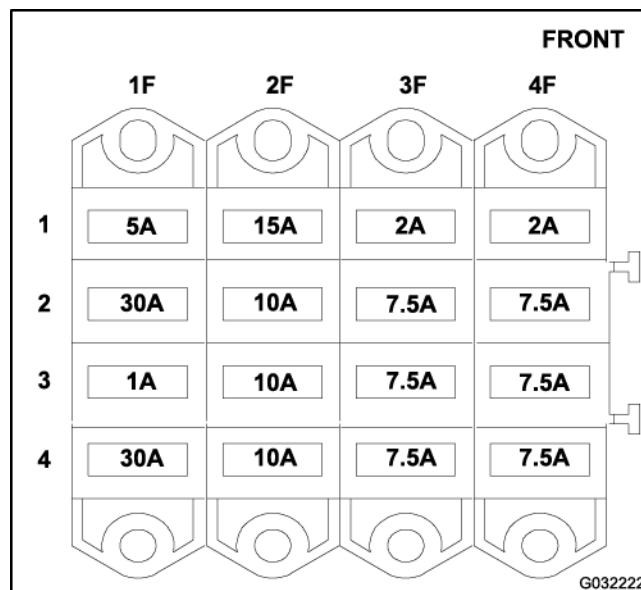 FRONT
1F 2F 3F 4F
1 5A 15A 2A 2A
2 30A 10A 7.5A 7.5A
3 1A 10A 7.5A 7.5A
4 30A 10A 7.5A 7.5A
G032222